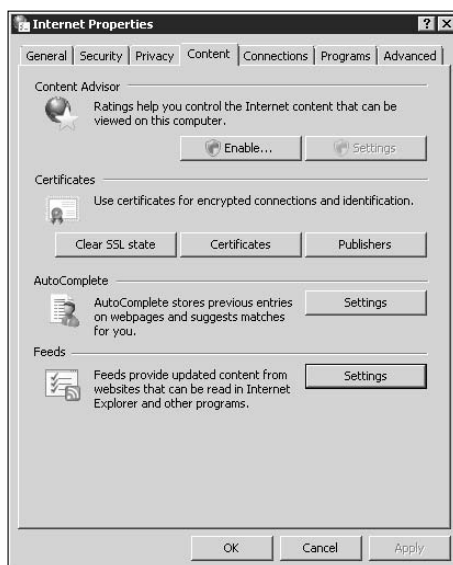 Internet Properties
General Security Privacy Content Connections Programs Advanced
Content Advisor
Ratings help you control the Internet content that can be
viewed on this computer.
Enable... Settings
Certificates
Use certificates for encrypted connections and identification.
Clear SSL state Certificates Publishers
AutoComplete
AutoComplete stores previous entries
on webpages and suggests matches
for you.
Settings
Feeds
Feeds provide updated content from
websites that can be read in Internet
Explorer and other programs.
Settings
OK Cancel Apply